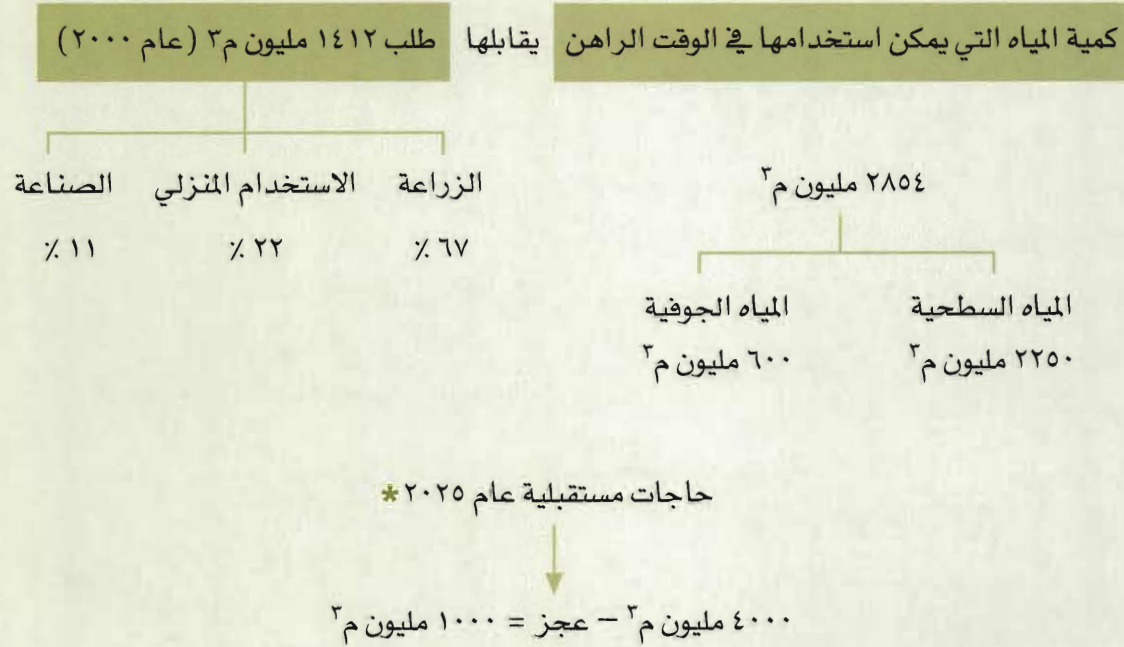 كمية المياه التي يمكن استخدامها في الوقت الراهن يقابلها طلب ١٤١٢ مليون م٣ (عام ٢٠٠٠)
٢٨٥٤ مليون م٣
الزراعة الاستخدام المنزلي الصناعة
٦٧ ٪ ٢٢ ٪ ١١ ٪
المياه السطحية المياه الجوفية
٢٢٥٠ مليون م٣ ٦٠٠ مليون م٣
حاجات مستقبلية عام ٢٠٢٥*
٤٠٠٠ مليون م٣ – عجز = ١٠٠٠ مليون م٣